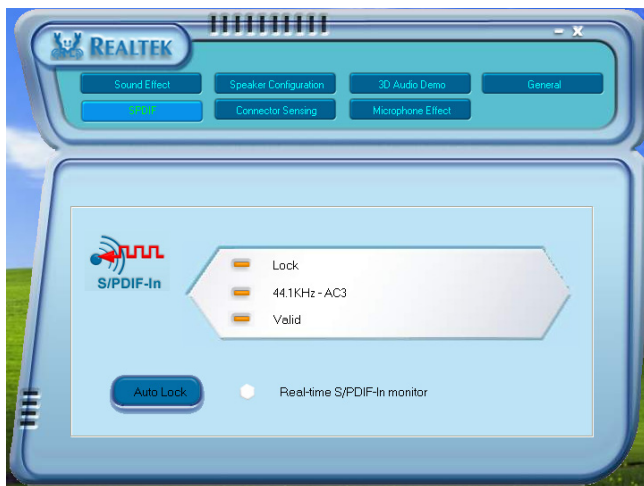 REALTEK
- X
Sound Effect
Speaker Configuration
3D Audio Demo
General
SPDIF
Connector Sensing
Microphone Effect
S/PDIF-In
Lock
44.1KHz - AC3
Valid
Auto Lock
Real-time S/PDIF-In monitor